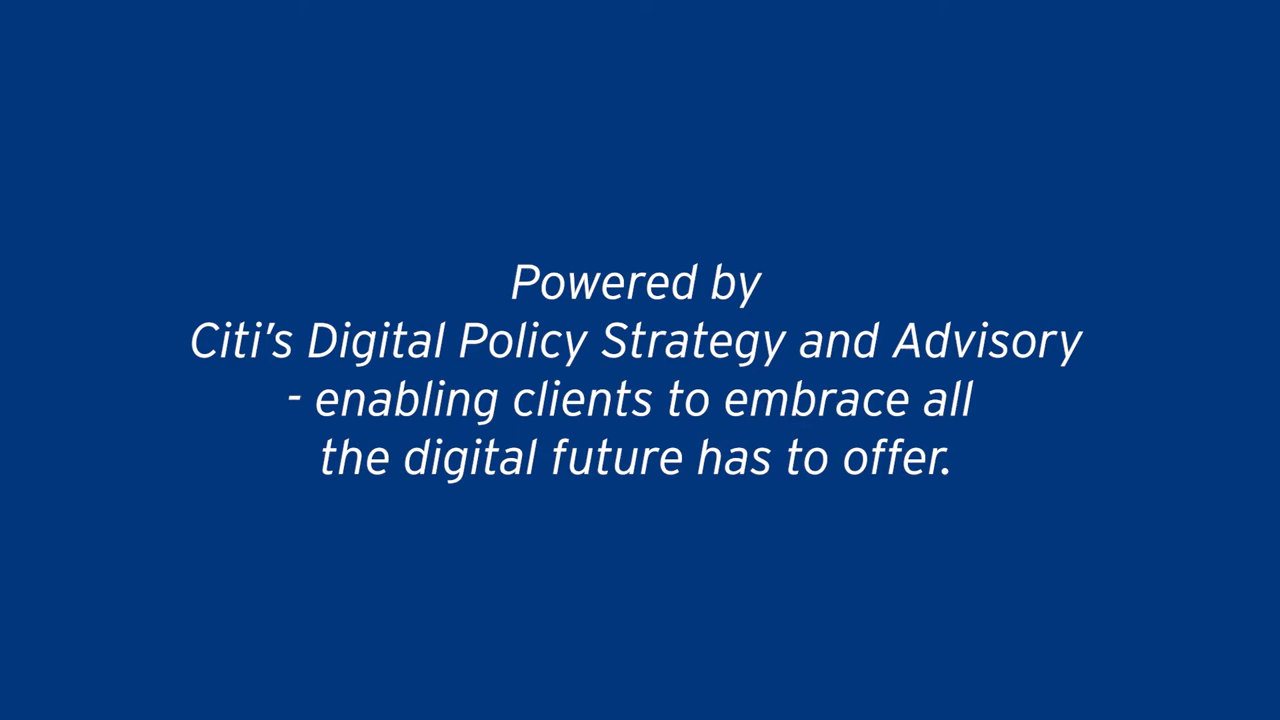 Powered by
Citi’s Digital Policy Strategy and Advisory
- enabling clients to embrace all
the digital future has to offer.